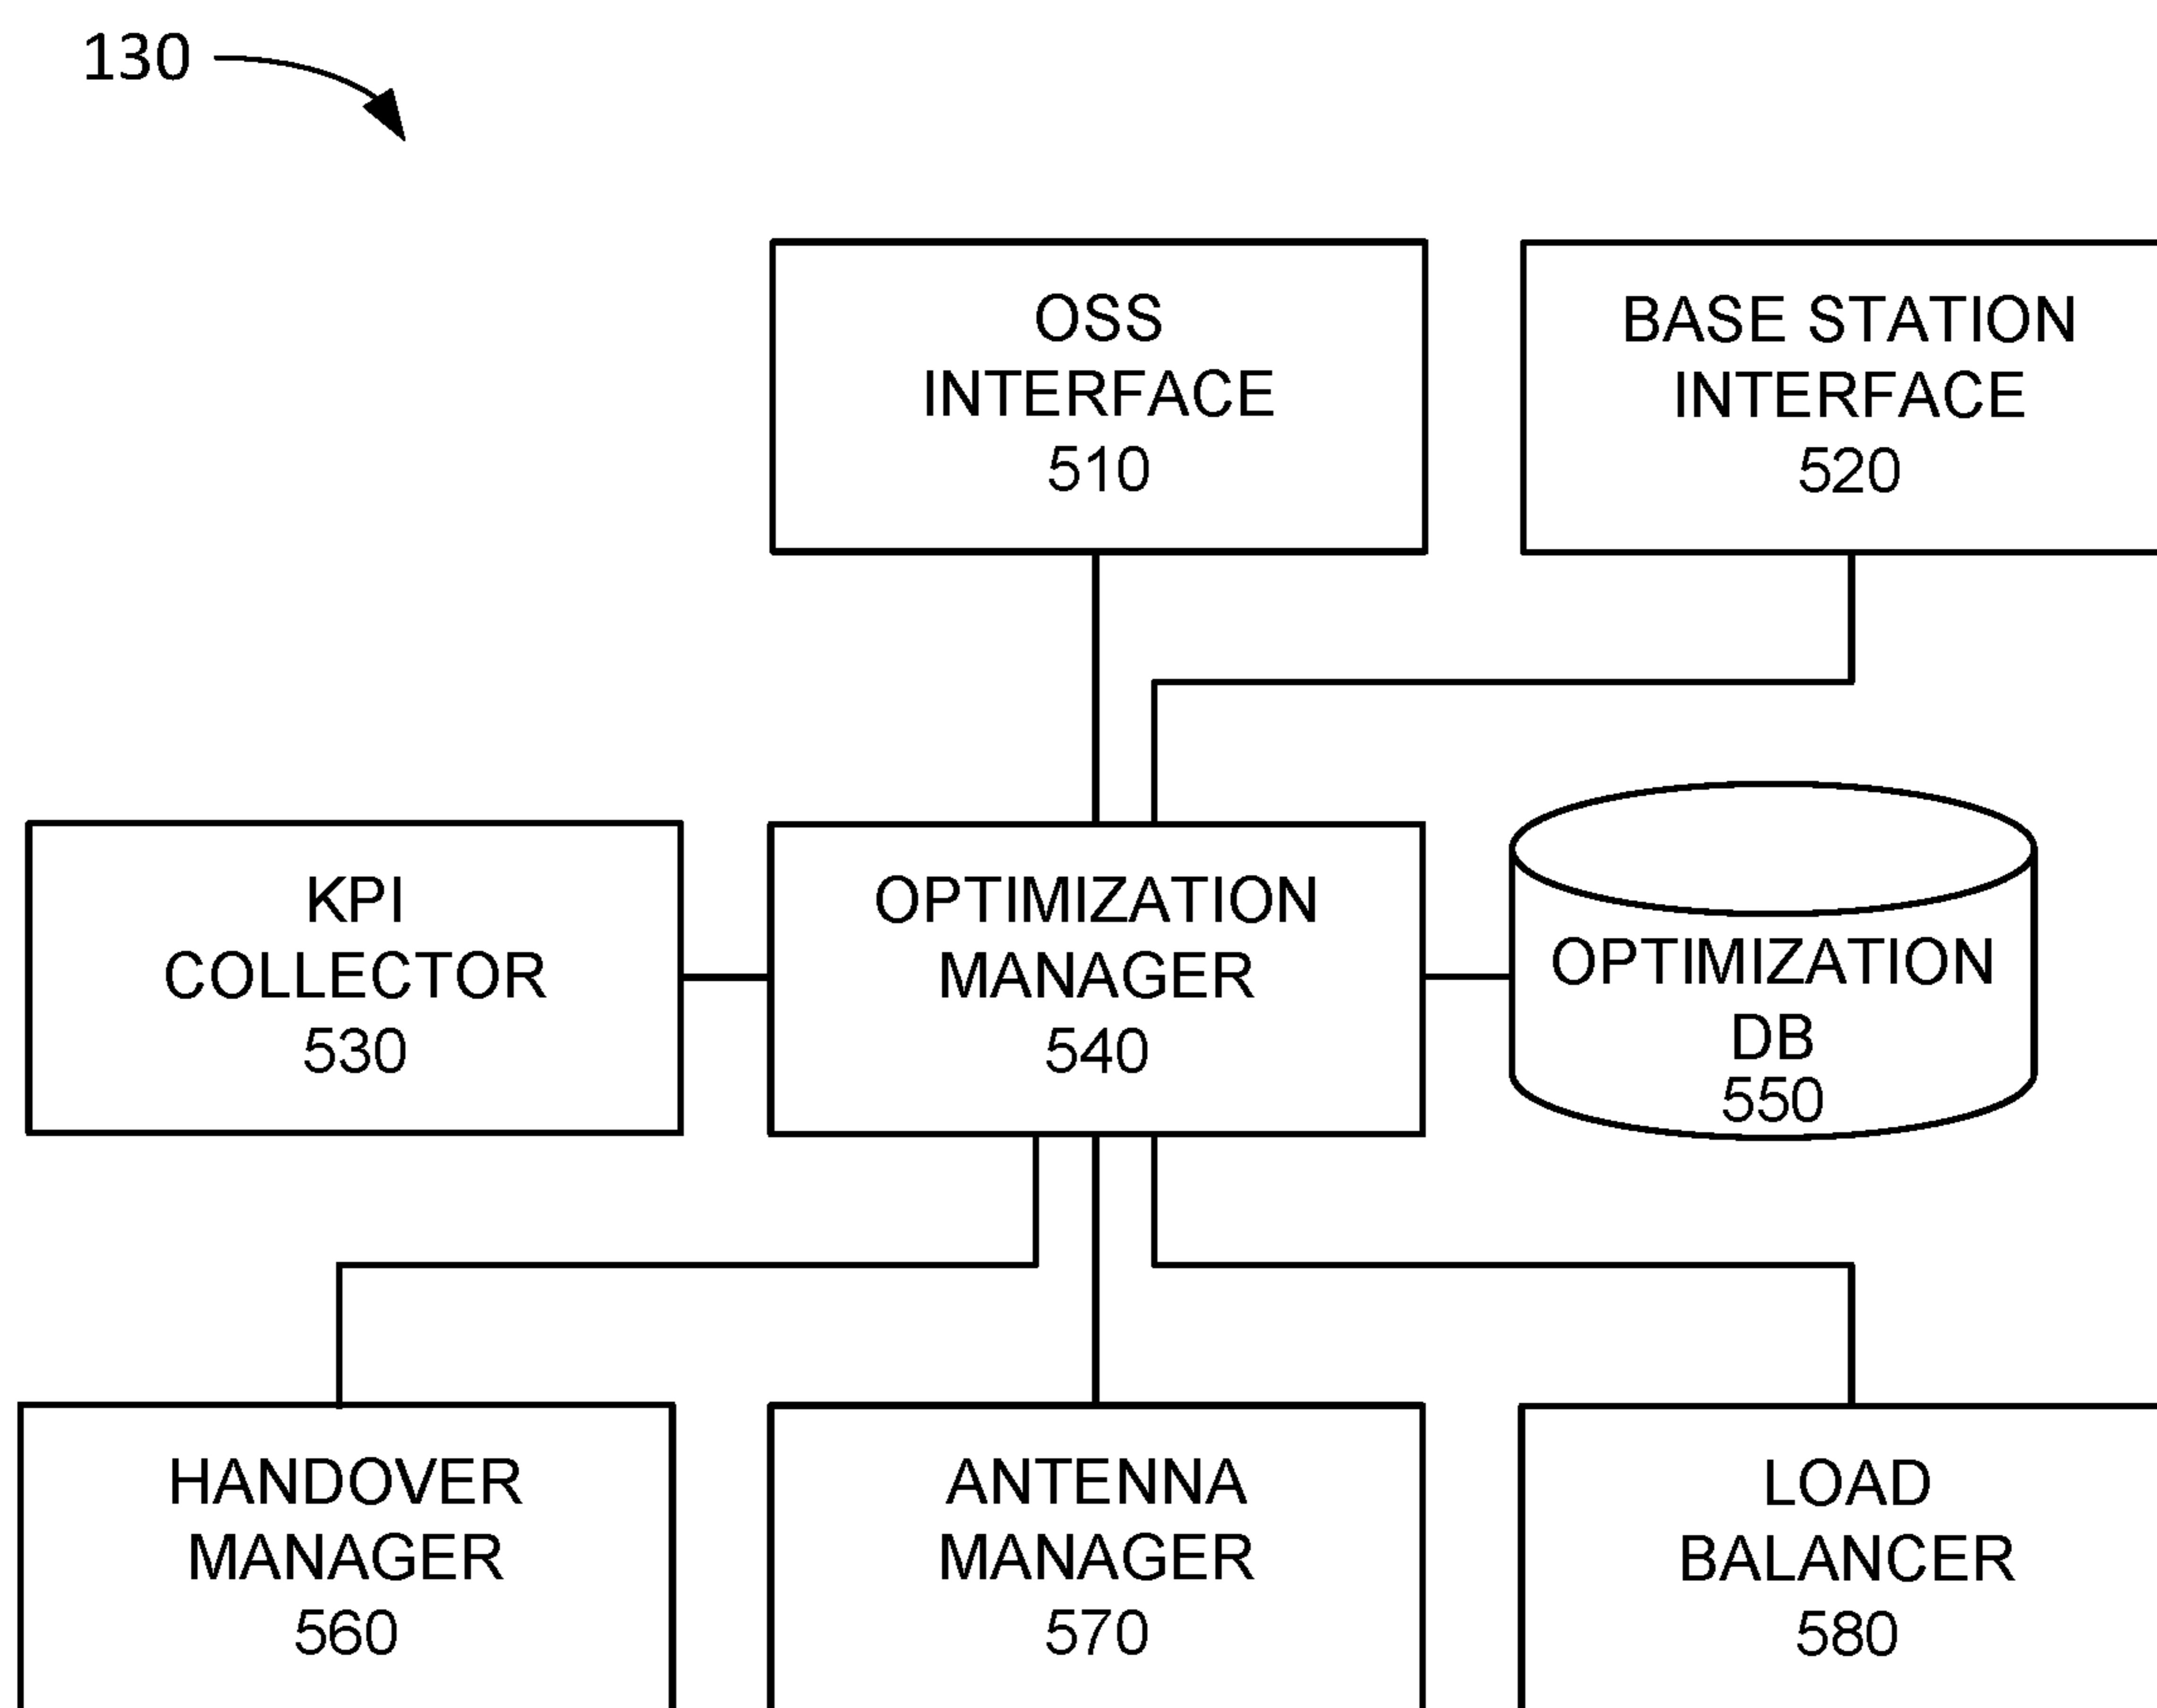 130
OSS
INTERFACE
510
BASE STATION
INTERFACE
520
KPI
COLLECTOR
530
OPTIMIZATION
MANAGER
540
OPTIMIZATION
DB
550
HANDOVER
MANAGER
560
ANTENNA
MANAGER
570
LOAD
BALANCER
580